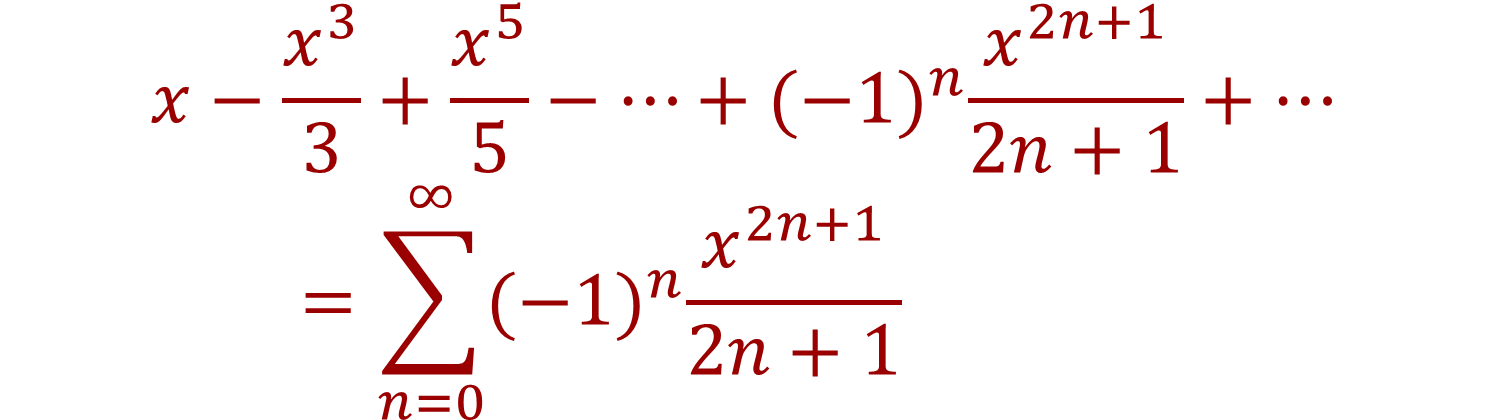 x − x³/3 + x⁵/5 − ⋯ + (−1)ⁿ x²ⁿ⁺¹/(2n + 1) + ⋯
= ∑_{n=0}^{∞} (−1)ⁿ x²ⁿ⁺¹/(2n + 1)